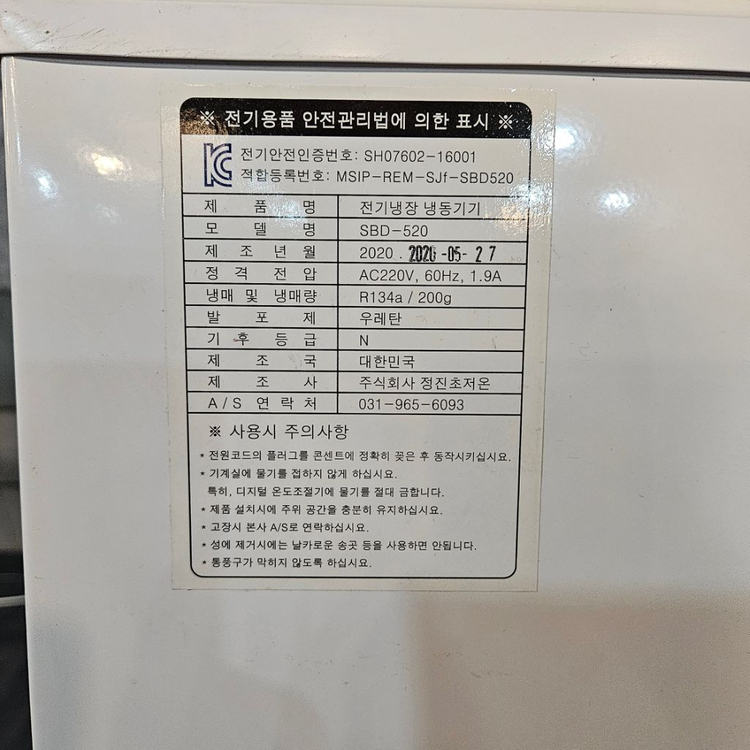 ※ 전기용품 안전관리법에 의한 표시 ※
KC 전기안전인증번호: SH07602-16001
적합등록번호: MSIP-REM-SJf-SBD520
제 품 명 전기냉장 냉동기기
모 델 명 SBD-520
제 조 년 월 2020. 2020-05-27
정 격 전 압 AC220V, 60Hz, 1.9A
냉매 및 냉매량 R134a / 200g
발 포 제 우레탄
기 후 등 급 N
제 조 국 대한민국
제 조 사 주식회사 정진초저온
A/S 연 락 처 031-965-6093
※ 사용시 주의사항
* 전원코드의 플러그를 콘센트에 정확히 꽂은 후 동작시키십시요.
* 기계실에 물기를 접하지 않게 하십시요.
특히, 디지털 온도조절기에 물기를 절대 금합니다.
* 제품 설치시에 주위 공간을 충분히 유지하십시요.
* 고장시 본사 A/S로 연락하십시요.
* 성에 제거시에는 날카로운 송곳 등을 사용하면 안됩니다.
* 통풍구가 막히지 않도록 하십시요.